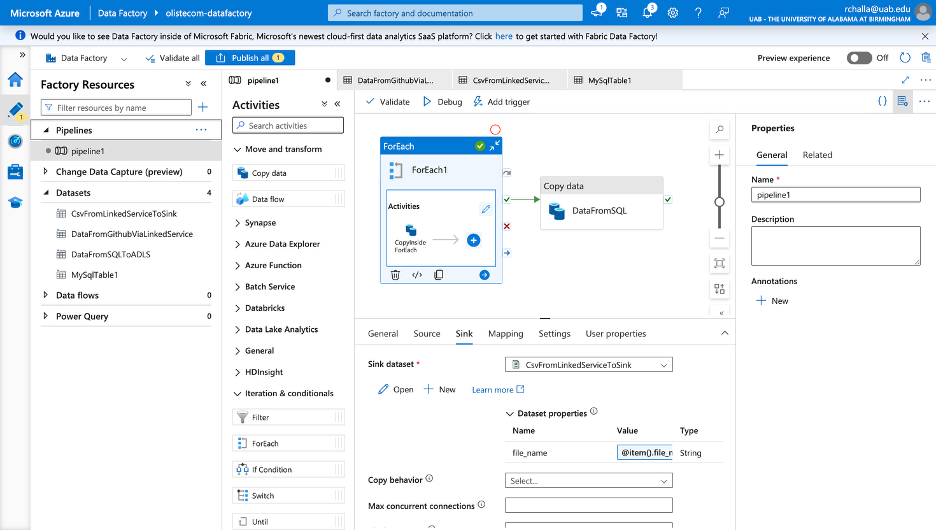 Microsoft Azure | Data Factory > olistecom-datafactory
Search factory and documentation
1
3
rchalla@uab.edu
UAB - THE UNIVERSITY OF ALABAMA AT BIRMINGHAM
Would you like to see Data Factory inside of Microsoft Fabric, Microsoft's newest cloud-first data analytics SaaS platform? Click here to get started with Fabric Data Factory!
Data Factory
Validate all
Publish all 1
Preview experience
Off
Factory Resources
Filter resources by name
Pipelines
pipeline1
Change Data Capture (preview) 0
Datasets 4
CsvFromLinkedServiceToSink
DataFromGithubViaLinkedService
DataFromSQLToADLS
MySqlTable1
Data flows 0
Power Query 0
1
pipeline1
DataFromGithubViaL...
CsvFromLinkedServic...
MySqlTable1
Activities
Search activities
Move and transform
Copy data
Data flow
Synapse
Azure Data Explorer
Azure Function
Batch Service
Databricks
Data Lake Analytics
General
HDInsight
Iteration & conditionals
Filter
ForEach
If Condition
Switch
Until
Validate
Debug
Add trigger
ForEach
ForEach1
Activities
CopyInside
ForEach
Copy data
DataFromSQL
General
Source
Sink
Mapping
Settings
User properties
Sink dataset *
CsvFromLinkedServiceToSink
Open
New
Learn more
Dataset properties
Name Value Type
file_name @item().file_n String
Copy behavior
Select...
Max concurrent connections
Properties
General
Related
Name *
pipeline1
Description
Annotations
New